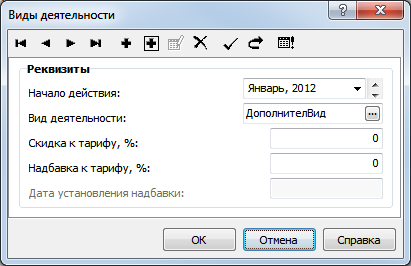 Виды деятельности
Реквизиты
Начало действия: Январь, 2012
Вид деятельности: ДополнителВид ...
Скидка к тарифу, %: 0
Надбавка к тарифу, %: 0
Дата установления надбавки:
ОК Отмена Справка